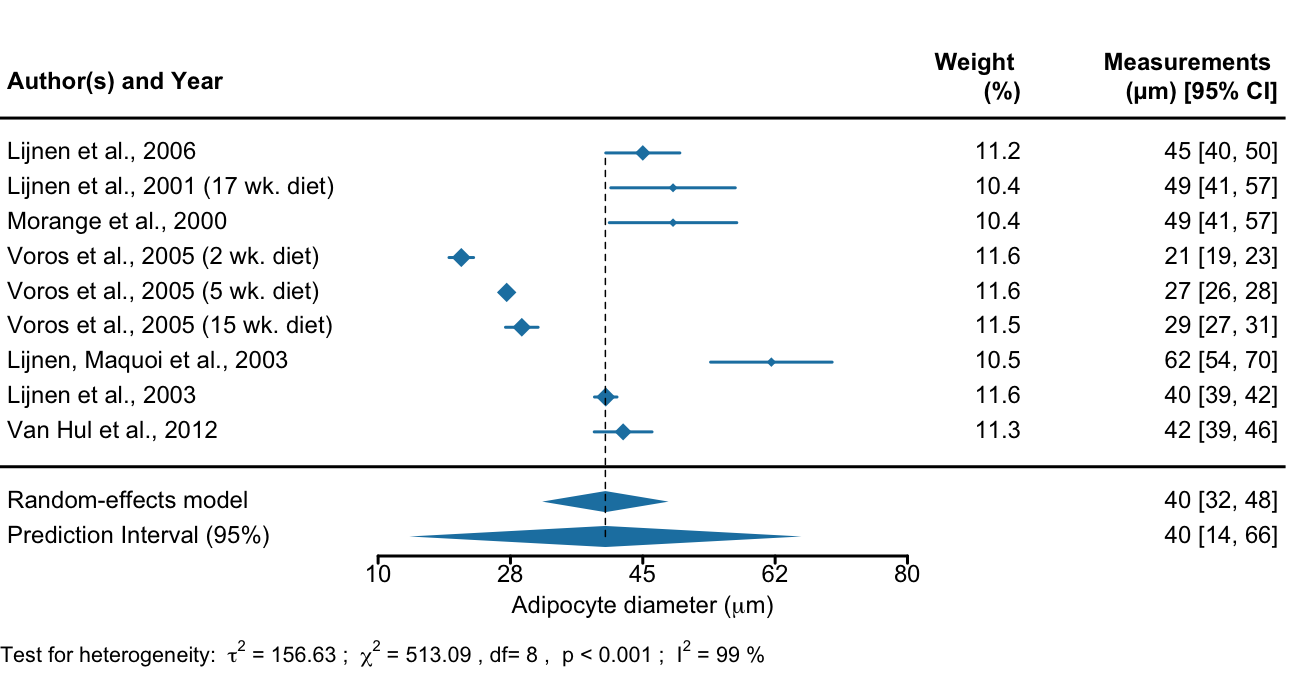 Author(s) and Year Weight (%) Measurements (μm) [95% CI]
Lijnen et al., 2006 11.2 45 [40, 50]
Lijnen et al., 2001 (17 wk. diet) 10.4 49 [41, 57]
Morange et al., 2000 10.4 49 [41, 57]
Voros et al., 2005 (2 wk. diet) 11.6 21 [19, 23]
Voros et al., 2005 (5 wk. diet) 11.6 27 [26, 28]
Voros et al., 2005 (15 wk. diet) 11.5 29 [27, 31]
Lijnen, Maquoi et al., 2003 10.5 62 [54, 70]
Lijnen et al., 2003 11.6 40 [39, 42]
Van Hul et al., 2012 11.3 42 [39, 46]
Random-effects model 40 [32, 48]
Prediction Interval (95%) 40 [14, 66]
10 28 45 62 80
Adipocyte diameter (μm)
Test for heterogeneity: τ² = 156.63 ; χ² = 513.09 , df= 8 , p < 0.001 ; I² = 99 %